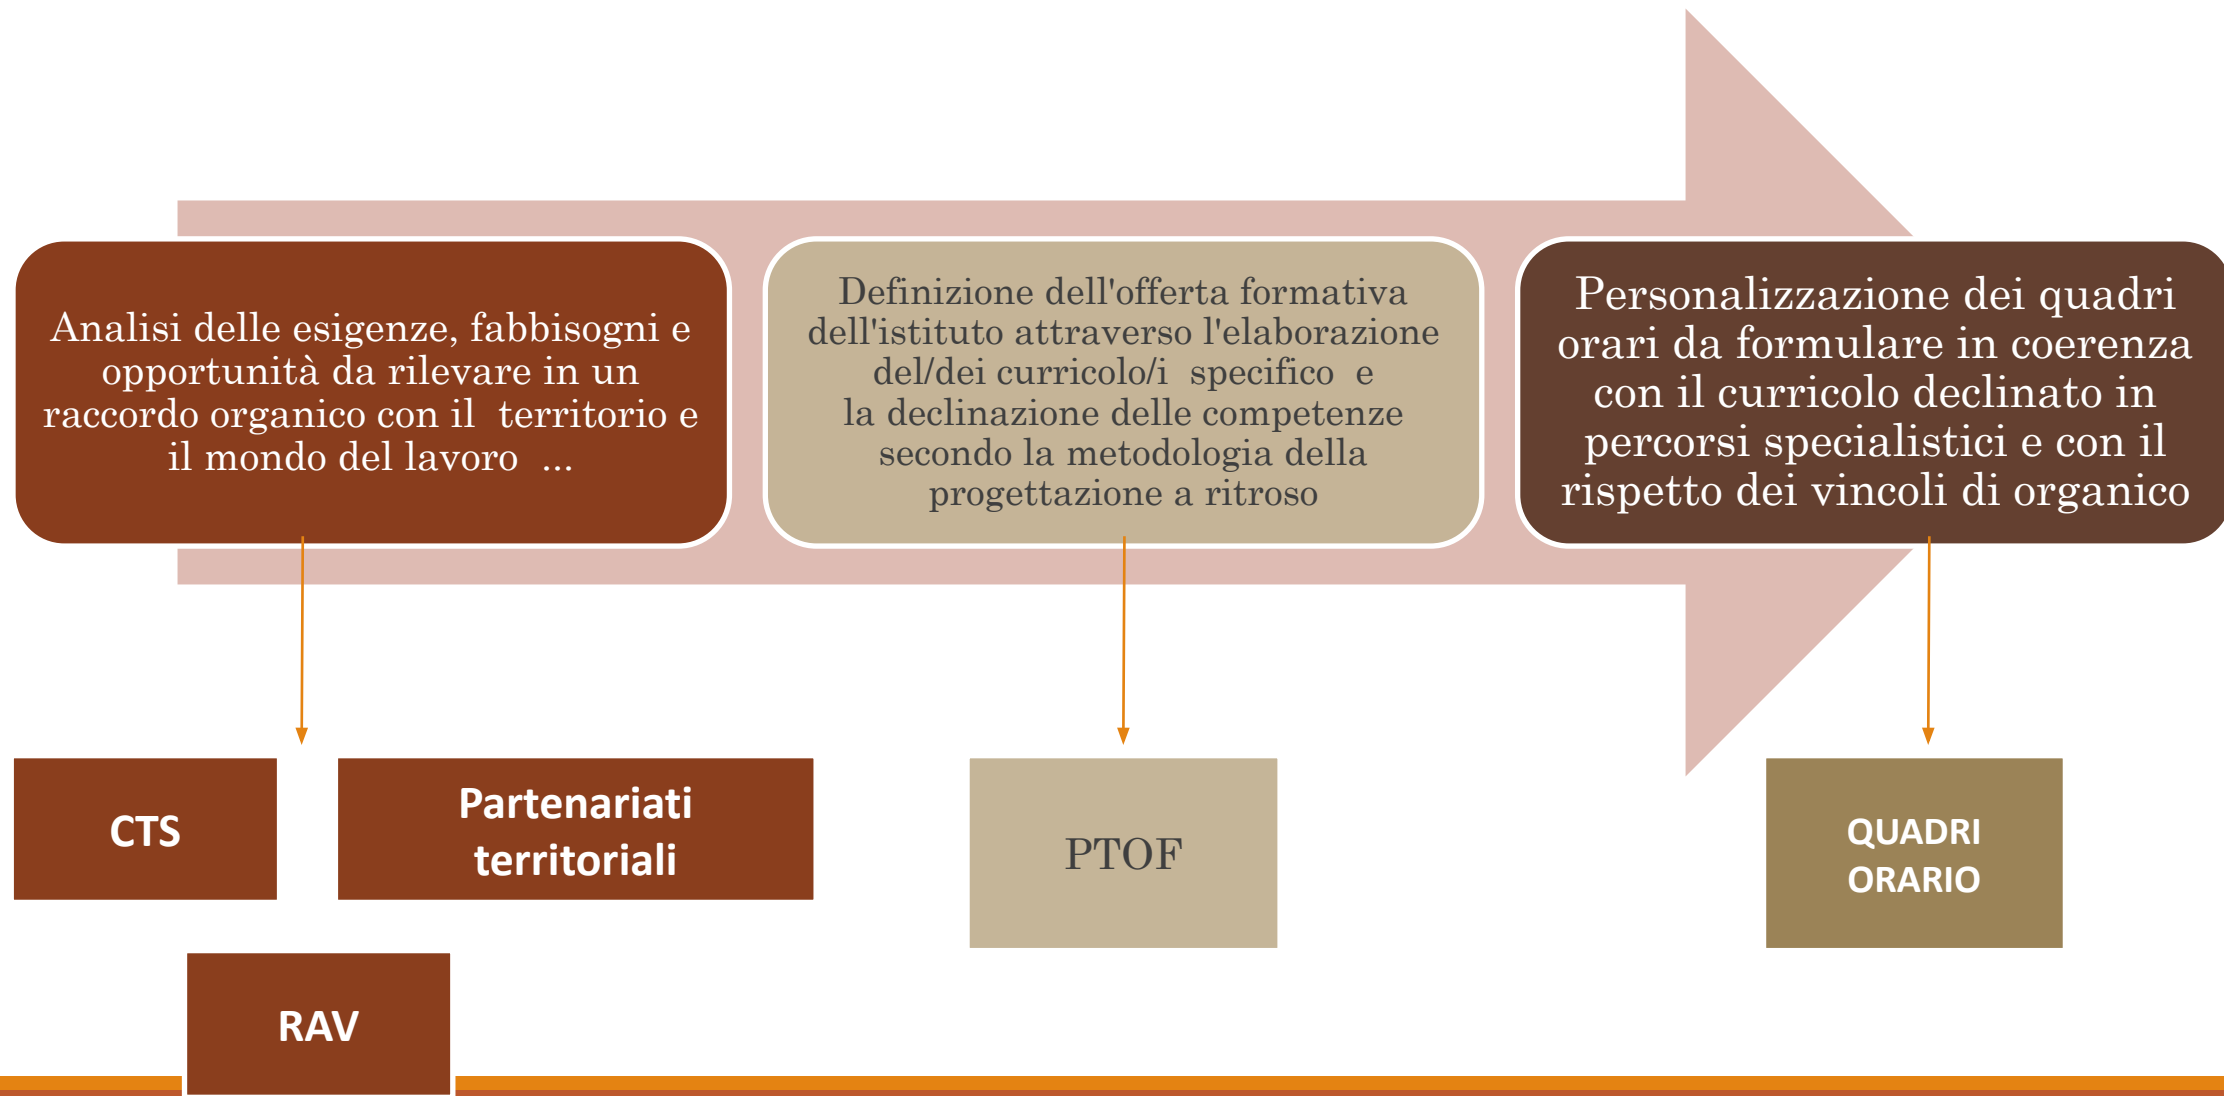 Analisi delle esigenze, fabbisogni e
opportunità da rilevare in un
raccordo organico con il  territorio e
il mondo del lavoro  ...
Definizione dell'offerta formativa
dell'istituto attraverso l'elaborazione
del/dei curricolo/i  specifico  e
la declinazione delle competenze
secondo la metodologia della
progettazione a ritroso
Personalizzazione dei quadri
orari da formulare in coerenza
con il curricolo declinato in
percorsi specialistici e con il
rispetto dei vincoli di organico
CTS
Partenariati
territoriali
RAV
PTOF
QUADRI
ORARIO